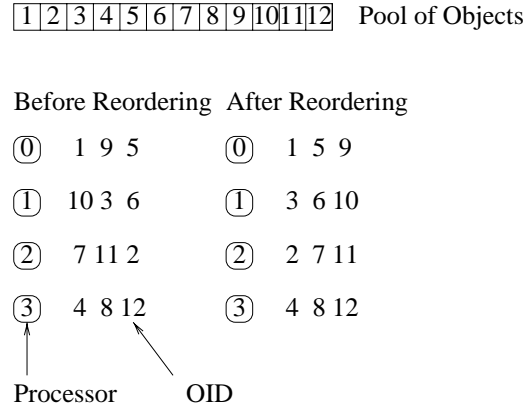 1 2 3 4 5 6 7 8 9 10 11 12 Pool of Objects
Before Reordering After Reordering
0 1 9 5 0 1 5 9
1 10 3 6 1 3 6 10
2 7 11 2 2 2 7 11
3 4 8 12 3 4 8 12
Processor OID